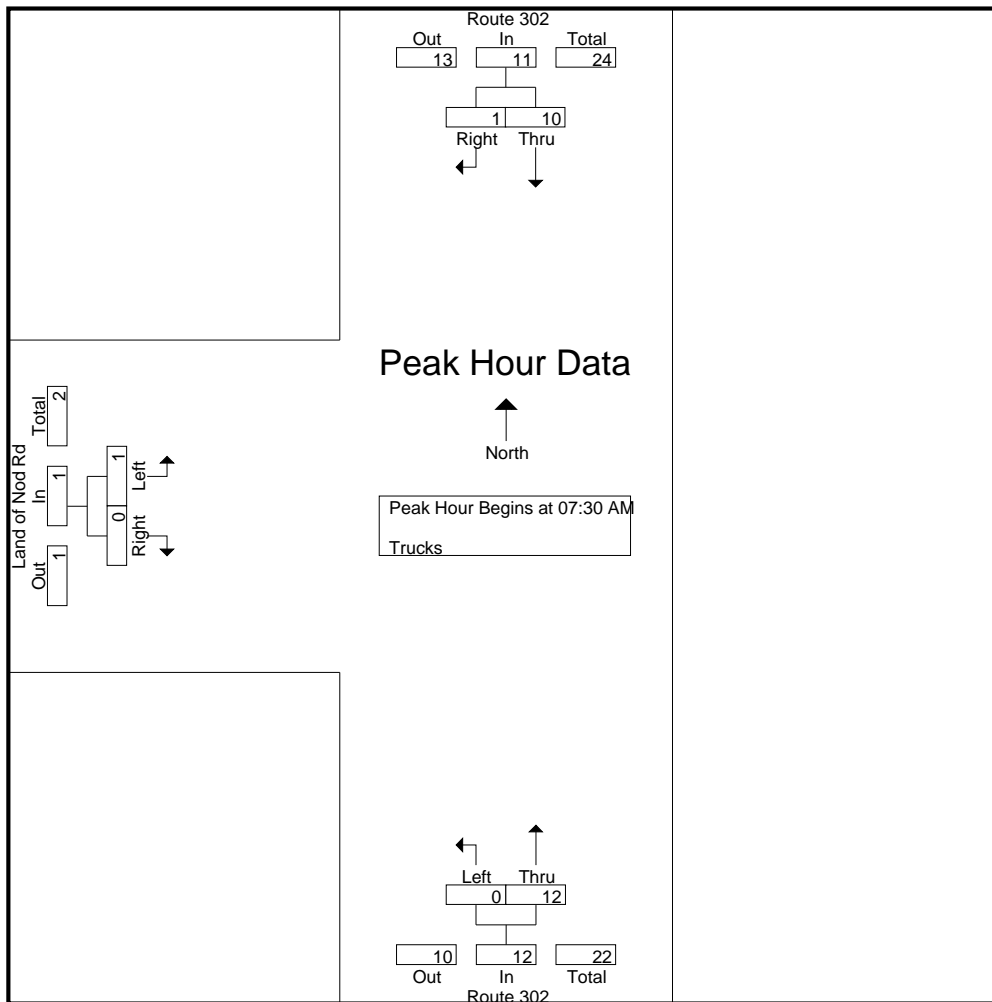 Route 302
Out In Total
13 11 24
1 10
Right Thru
Peak Hour Data
North
Peak Hour Begins at 07:30 AM
Trucks
Land of Nod Rd
Out In Total
1 1 2
Right Left
0 1
Left Thru
0 12
10 12 22
Out In Total
Route 302